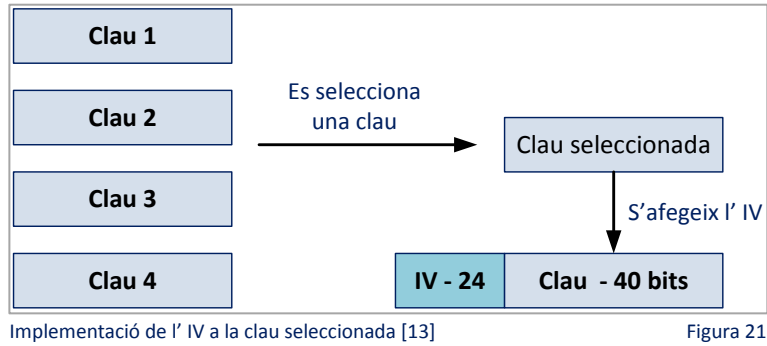 Clau 1
Clau 2
Clau 3
Clau 4
Es selecciona
una clau
Clau seleccionada
S’afegeix l’ IV
IV - 24
Clau - 40 bits
Implementació de l’ IV a la clau seleccionada [13]
Figura 21